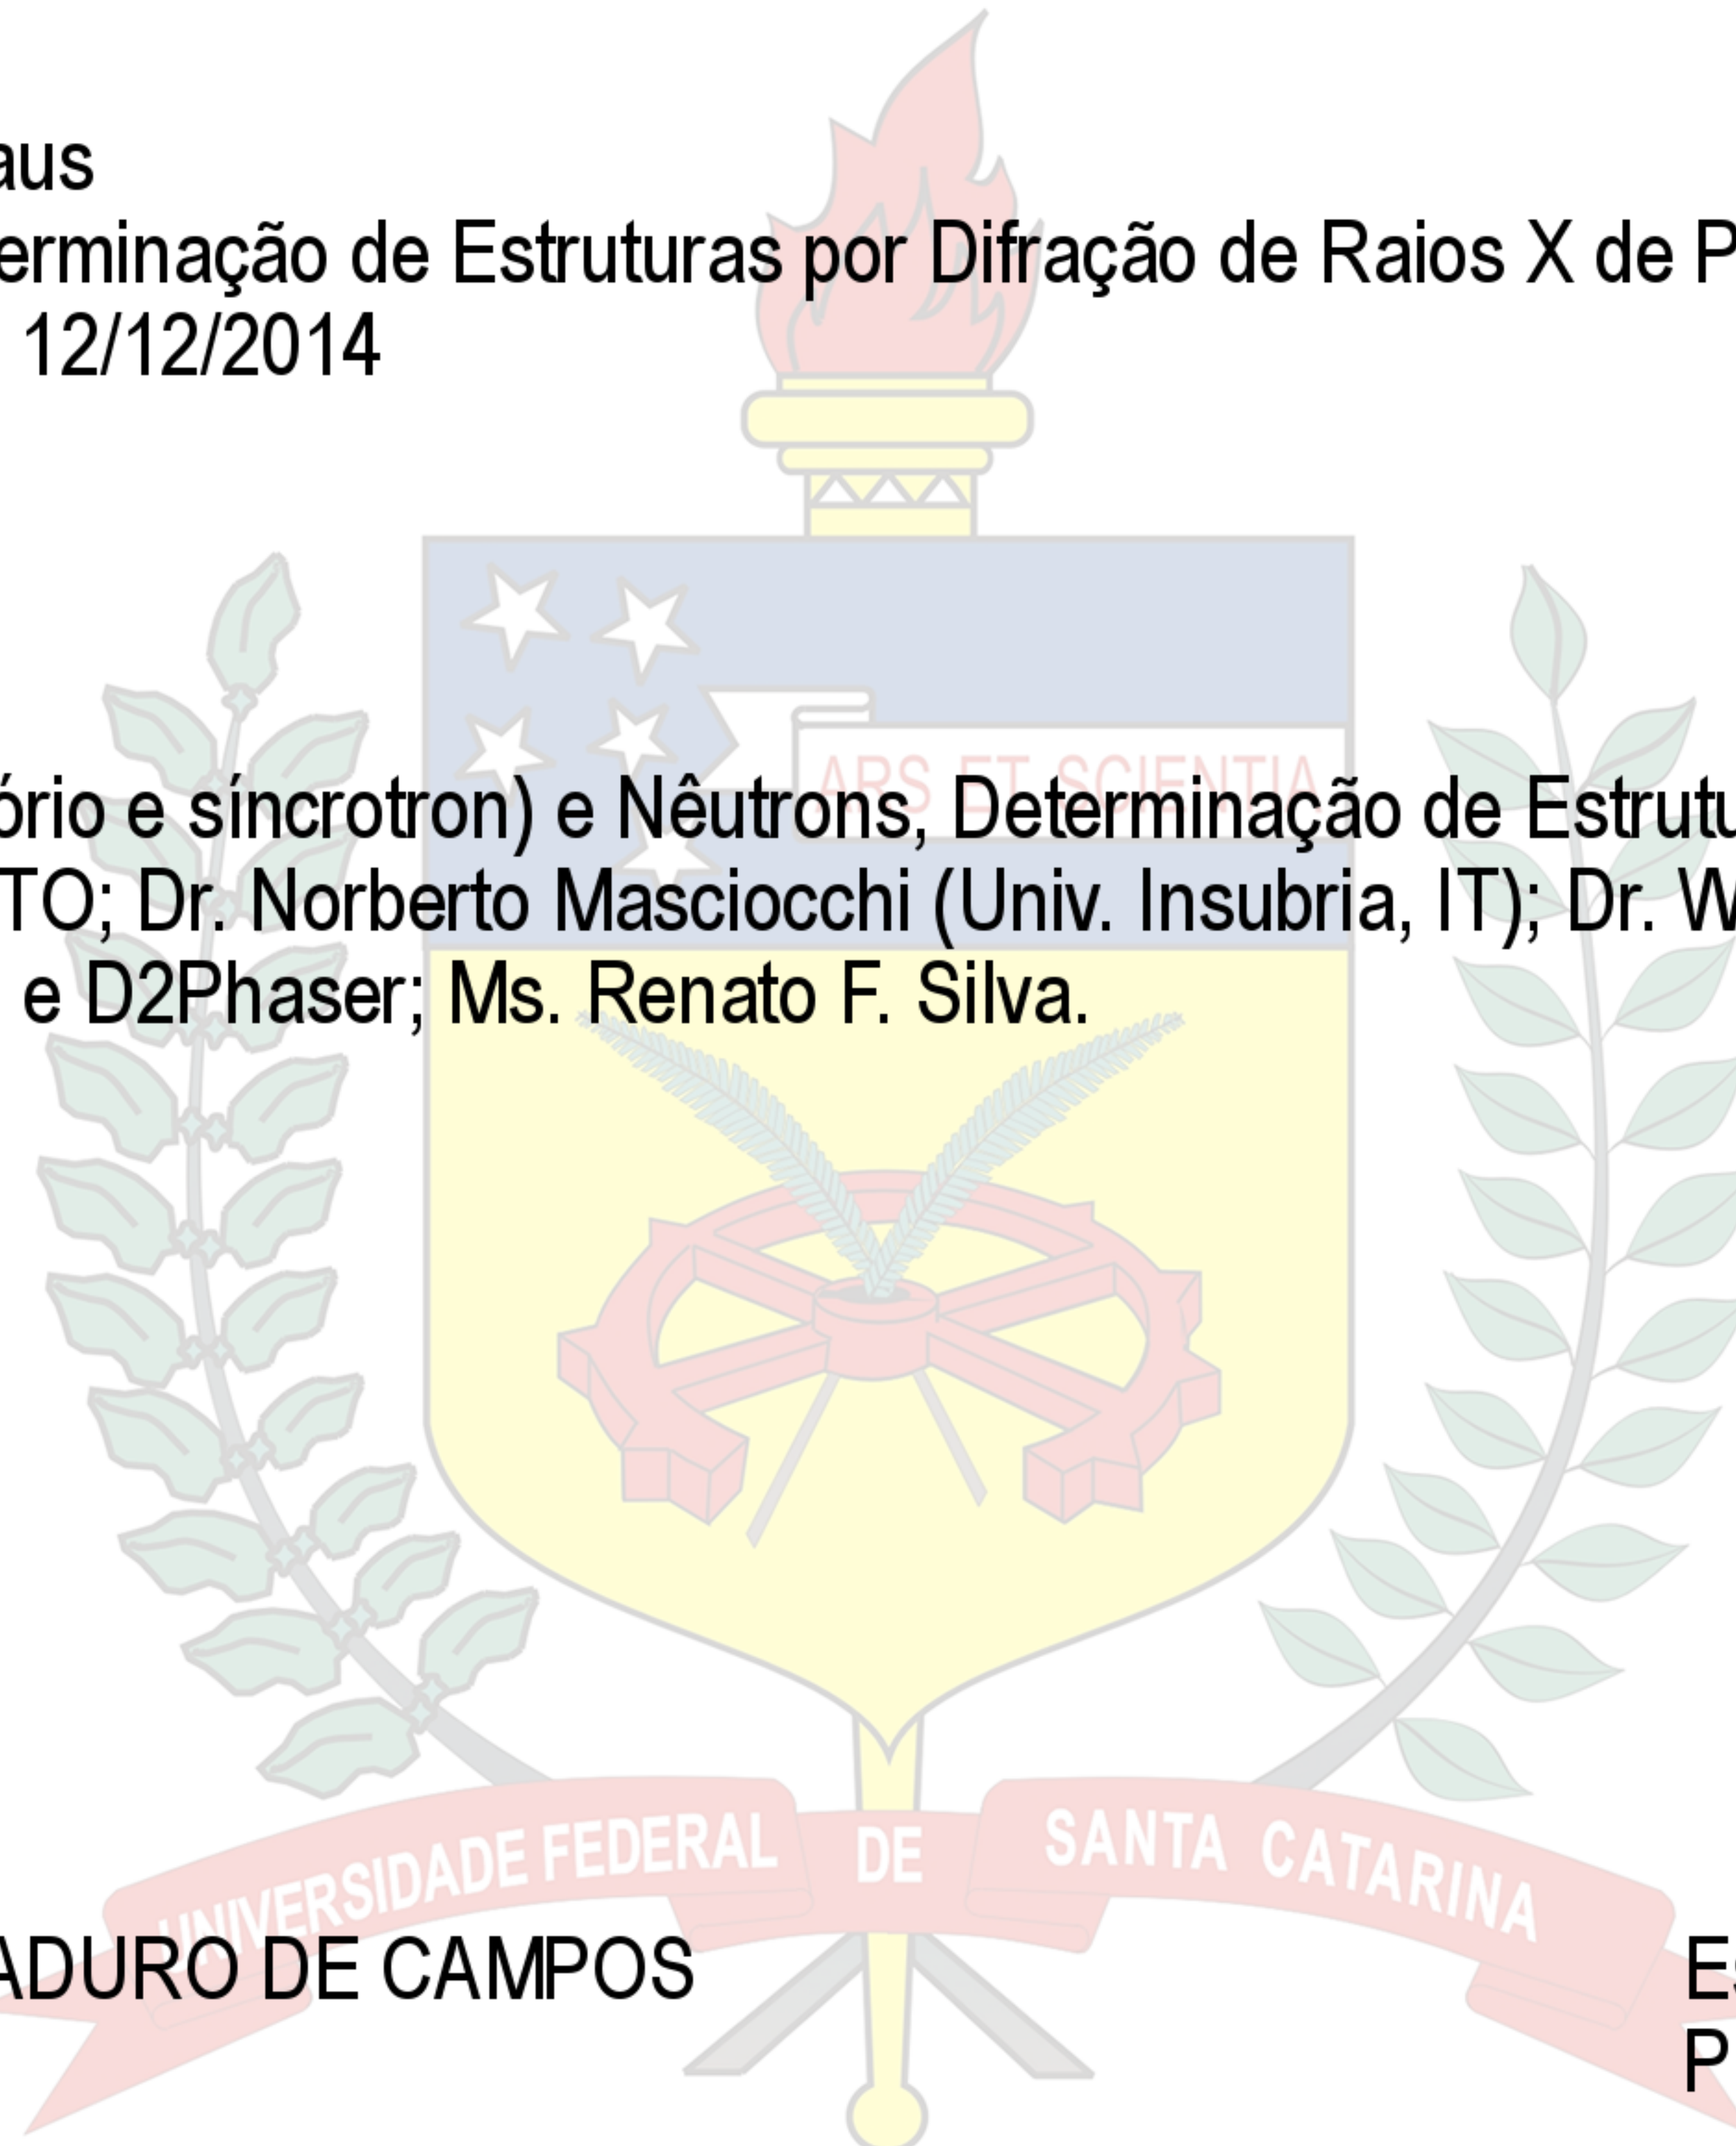 aus
erminação de Estruturas por Difração de Raios X de P
12/12/2014
ARS ET SCIENTIA
ório e síncrotron) e Nêutrons, Determinação de Estrutu
TO; Dr. Norberto Masciocchi (Univ. Insubria, IT); Dr. W
e D2Phaser; Ms. Renato F. Silva.
UNIVERSIDADE FEDERAL DE SANTA CATARINA
ADURO DE CAMPOS
ES
P